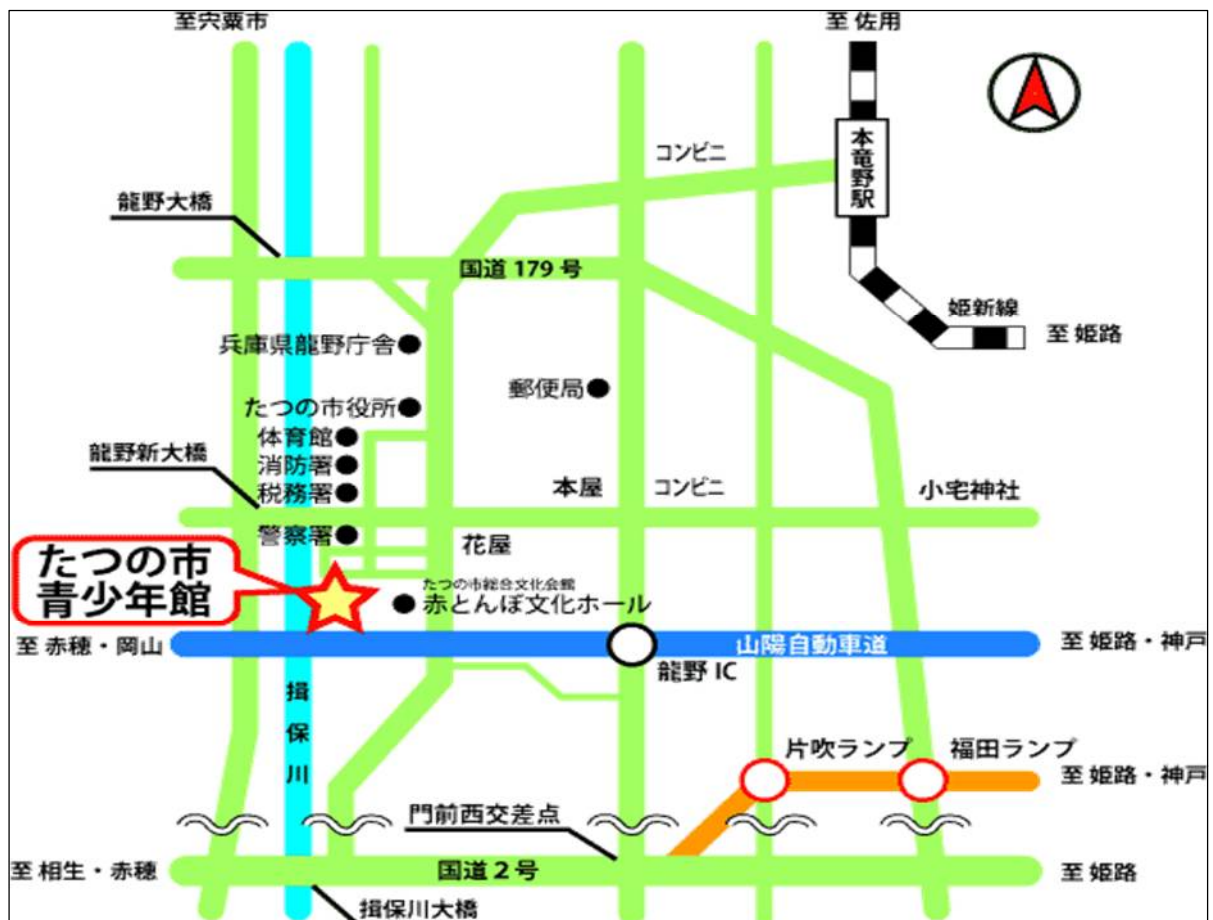 至宍粟市
至 佐用
コンビニ
本竜野駅
龍野大橋
国道 179 号
姫新線
至 姫路
兵庫県龍野庁舎
郵便局
たつの市役所
体育館
龍野新大橋
消防署
税務署
本屋
コンビニ
小宅神社
警察署
花屋
たつの市
青少年館
たつの市総合文化会館
赤とんぼ文化ホール
至 赤穂・岡山
山陽自動車道
至 姫路・神戸
龍野 IC
揖保川
片吹ランプ
福田ランプ
至 姫路・神戸
門前西交差点
至 相生・赤穂
国道 2 号
至 姫路
揖保川大橋